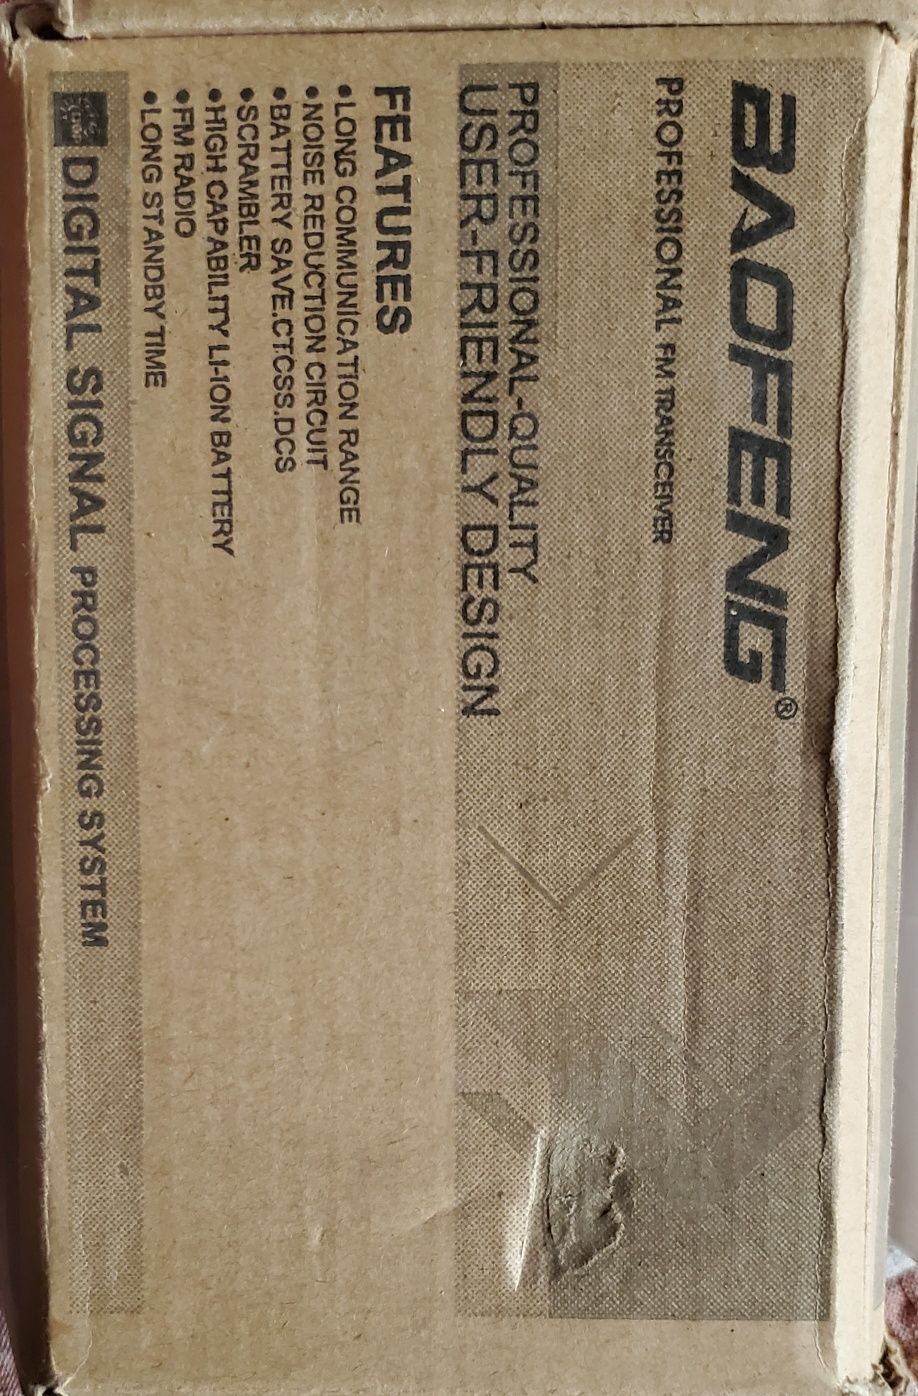 BAOFENG®
PROFESSIONAL FM TRANSCEIVER
PROFESSIONAL-QUALITY
USER-FRIENDLY DESIGN
FEATURES
•LONG COMMUNICATION RANGE
•NOISE REDUCTION CIRCUIT
•BATTERY SAVE.CTCSS.DCS
•SCRAMBLER
•HIGH CAPABILITY LI-ION BATTERY
•FM RADIO
•LONG STANDBY TIME
DIGITAL SIGNAL PROCESSING SYSTEM